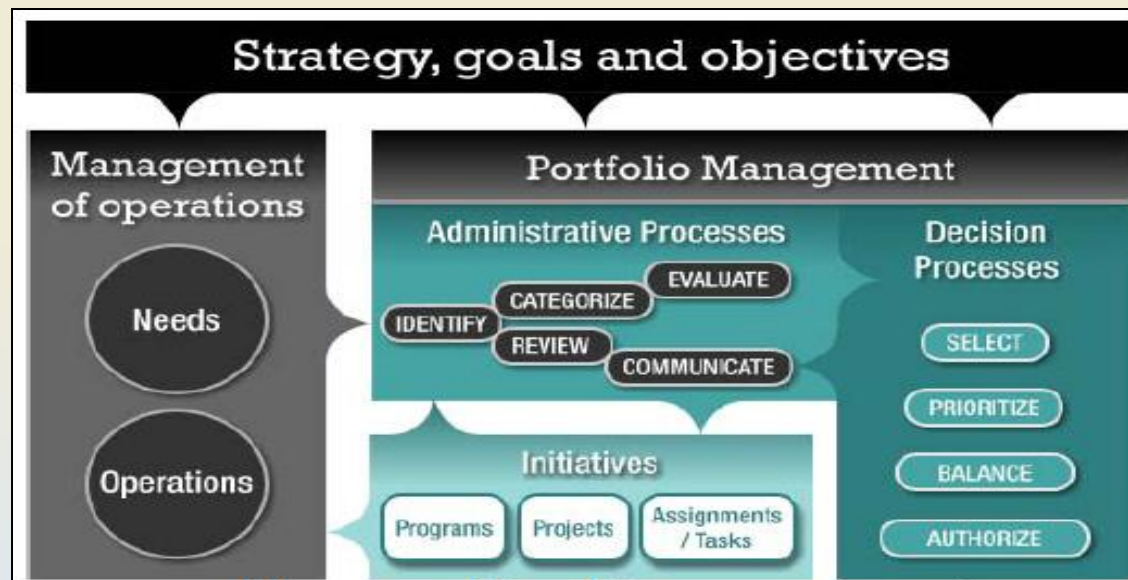 Strategy, goals and objectives
Management
of operations
Needs
Operations
Portfolio Management
Administrative Processes
IDENTIFY
CATEGORIZE
EVALUATE
REVIEW
COMMUNICATE
Decision
Processes
SELECT
PRIORITIZE
BALANCE
AUTHORIZE
Initiatives
Programs
Projects
Assignments
/ Tasks